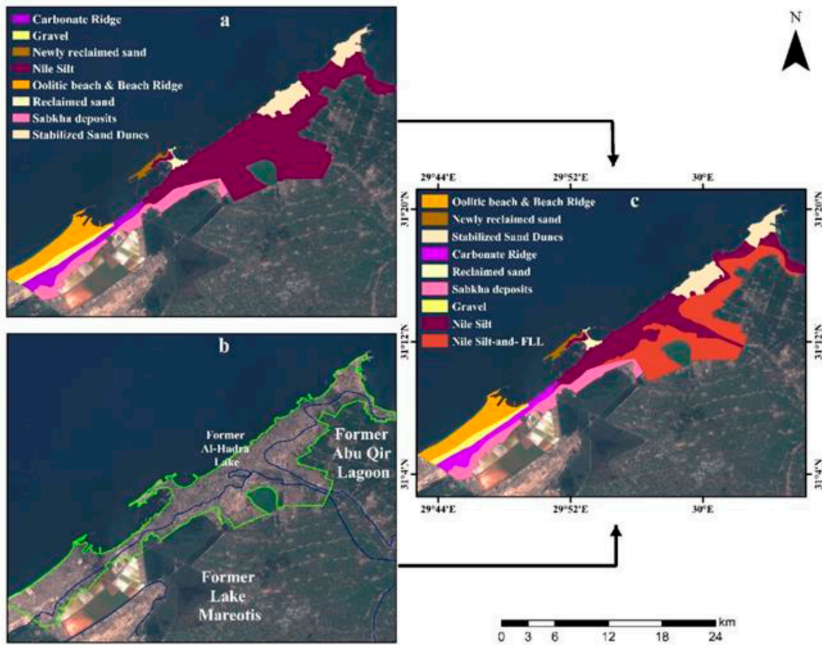 a
Carbonate Ridge
Gravel
Newly reclaimed sand
Nile Silt
Oolitic beach & Beach Ridge
Reclaimed sand
Sabkha deposits
Stabilized Sand Dunes
N
29°44'E
29°52'E
30°E
31°20'N
31°20'N
c
Oolitic beach & Beach Ridge
Newly reclaimed sand
Stabilized Sand Dunes
Carbonate Ridge
Reclaimed sand
Sabkha deposits
Gravel
Nile Silt
Nile Silt-and- FLL
31°12'N
31°12'N
31°4'N
31°4'N
29°44'E
29°52'E
30°E
b
Former
Al-Hadra
Lake
Former
Abu Qir
Lagoon
Former
Lake
Mareotis
km
0 3 6 12 18 24